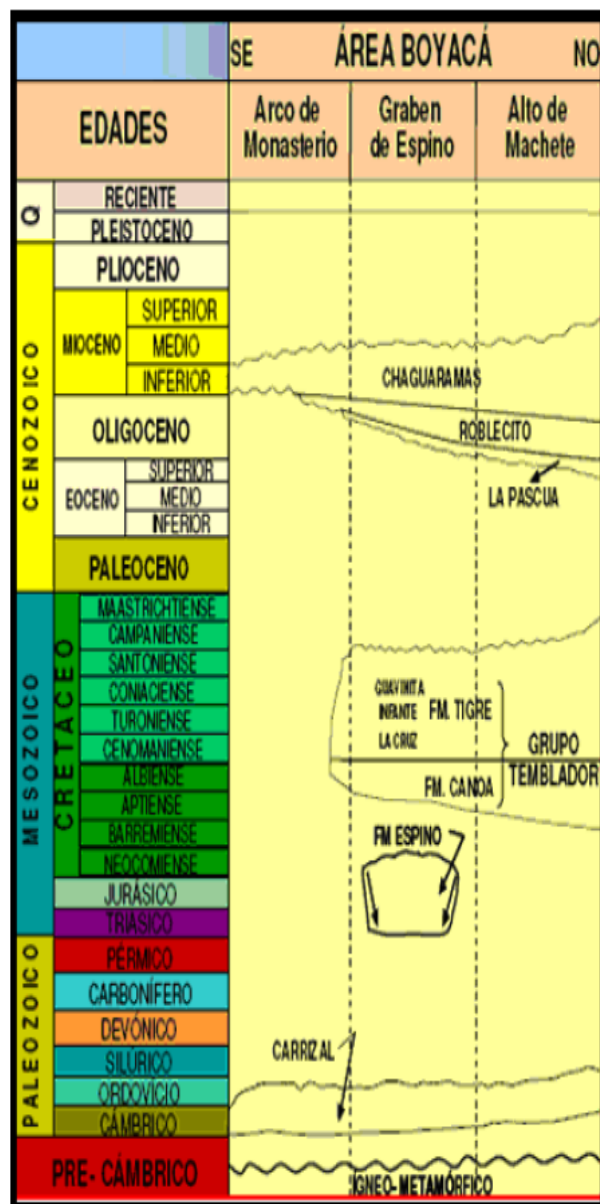 SE ÁREA BOYACÁ NO
EDADES
Arco de
Monasterio
Graben
de Espino
Alto de
Machete
Q
RECIENTE
PLEISTOCENO
CENOZOICO
PLIOCENO
MIOCENO
SUPERIOR
MEDIO
INFERIOR
CHAGUARAMAS
OLIGOCENO
ROBLECITO
EOCENO
SUPERIOR
MEDIO
INFERIOR
LA PASCUA
PALEOCENO
MESOZOICO
CRETACEO
MAASTRICHTIENSE
CAMPANIENSE
SANTONIENSE
CONIACIENSE
TURONIENSE
CENOMANIENSE
ALBIENSE
APTIENSE
BARREMIENSE
NEOCOMIENSE
GUAVINITA
INFANTE
LA CRUZ
FM. TIGRE
FM. CANOA
GRUPO
TEMBLADOR
FM ESPINO
JURÁSICO
TRIASICO
PALEOZOICO
PÉRMICO
CARBONÍFERO
DEVÓNICO
SILÚRICO
ORDOVÍCIO
CÁMBRICO
CARRIZAL
PRE-CÁMBRICO
IGNEO-METAMÓRFICO